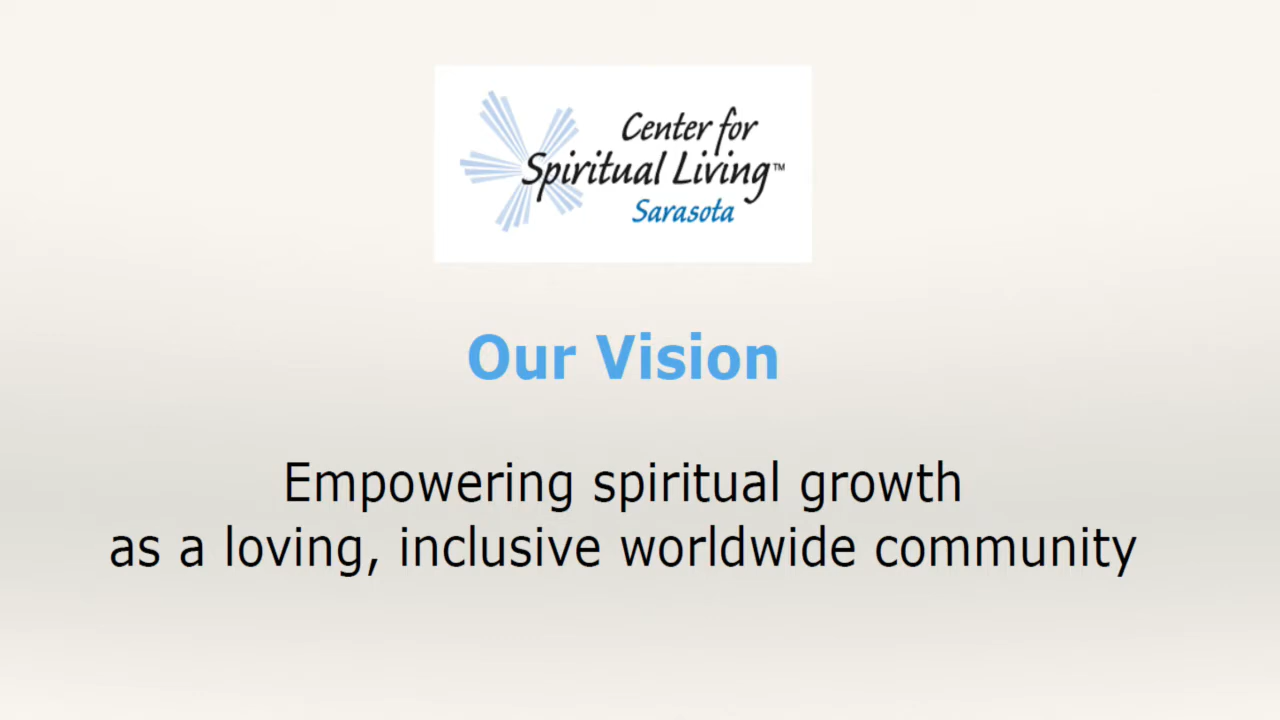 Center for
Spiritual Living™
Sarasota
Our Vision
Empowering spiritual growth
as a loving, inclusive worldwide community